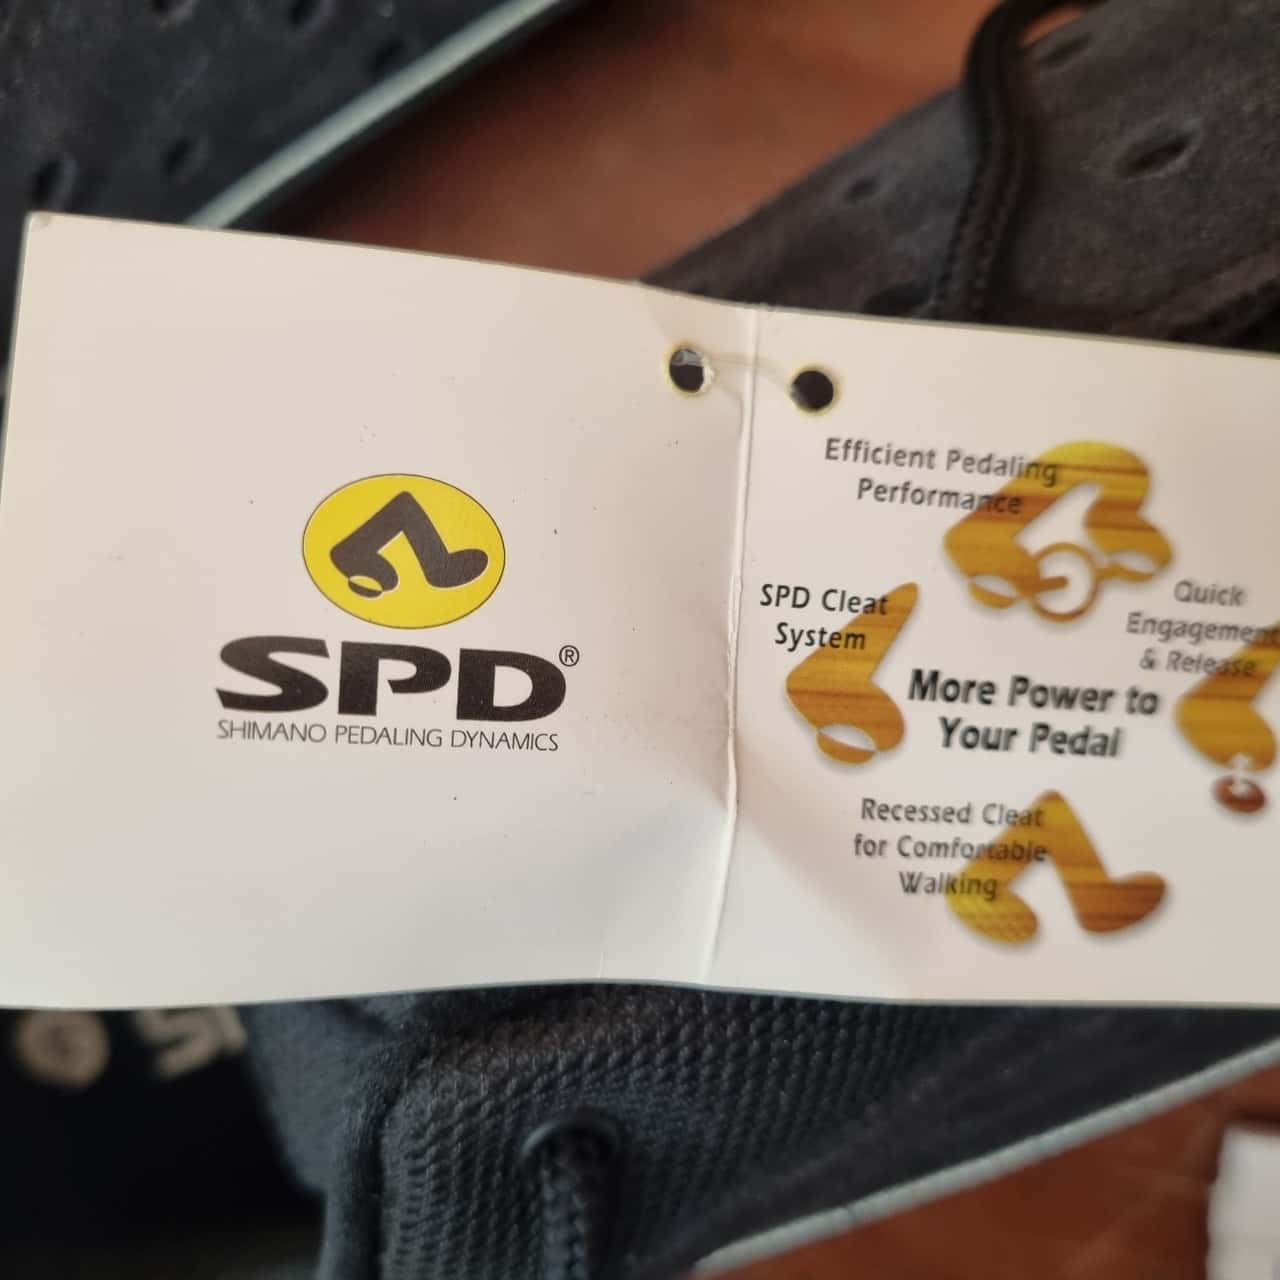 SPD®
SHIMANO PEDALING DYNAMICS
Efficient Pedaling
Performance
SPD Cleat
System
Quick
Engagement
& Release
More Power to
Your Pedal
Recessed Cleat
for Comfortable
Walking